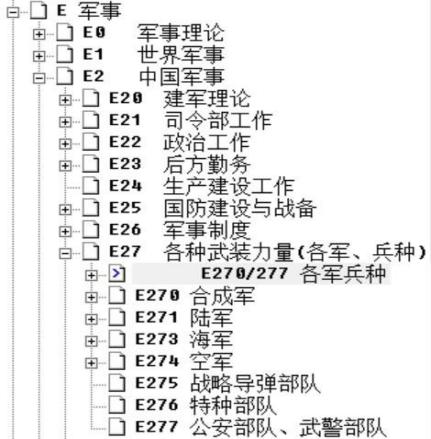 E 军事
E0 军事理论
E1 世界军事
E2 中国军事
E20 建军理论
E21 司令部工作
E22 政治工作
E23 后方勤务
E24 生产建设工作
E25 国防建设与战备
E26 军事制度
E27 各种武装力量(各军、兵种)
E270/277 各军兵种
E270 合成军
E271 陆军
E273 海军
E274 空军
E275 战略导弹部队
E276 特种部队
E277 公安部队、武警部队